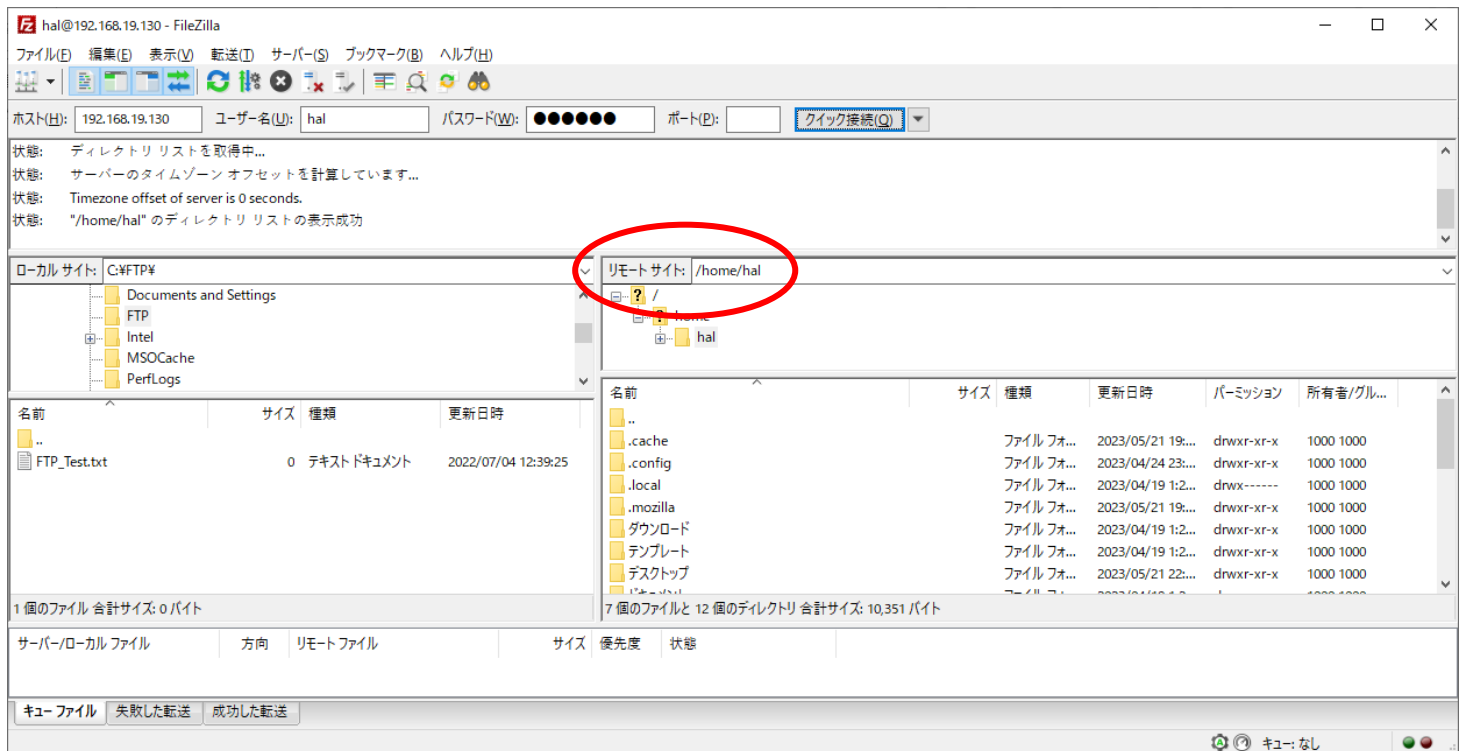 hal@192.168.19.130 - FileZilla
ファイル(F) 編集(E) 表示(V) 転送(T) サーバー(S) ブックマーク(B) ヘルプ(H)
ホスト(H): 192.168.19.130 ユーザー名(U): hal パスワード(W): ●●●●●● ポート(P): クイック接続(Q)
状態: ディレクトリ リストを取得中...
状態: サーバーのタイムゾーン オフセットを計算しています...
状態: Timezone offset of server is 0 seconds.
状態: "/home/hal" のディレクトリ リストの表示成功
ローカル サイト: C:¥FTP¥
Documents and Settings
FTP
Intel
MSOCache
PerfLogs
名前 サイズ 種類 更新日時
..
FTP_Test.txt 0 テキスト ドキュメント 2022/07/04 12:39:25
1 個のファイル 合計サイズ: 0 バイト
リモート サイト: /home/hal
? /
? home
hal
名前 サイズ 種類 更新日時 パーミッション 所有者/グル...
..
.cache ファイル フォ... 2023/05/21 19:... drwxr-xr-x 1000 1000
.config ファイル フォ... 2023/04/24 23:... drwxr-xr-x 1000 1000
.local ファイル フォ... 2023/04/19 1:2... drwx------ 1000 1000
.mozilla ファイル フォ... 2023/05/21 19:... drwxr-xr-x 1000 1000
ダウンロード ファイル フォ... 2023/04/19 1:2... drwxr-xr-x 1000 1000
テンプレート ファイル フォ... 2023/04/19 1:2... drwxr-xr-x 1000 1000
デスクトップ ファイル フォ... 2023/05/21 22:... drwxr-xr-x 1000 1000
7 個のファイルと 12 個のディレクトリ 合計サイズ: 10,351 バイト
サーバー/ローカル ファイル 方向 リモート ファイル サイズ 優先度 状態
キュー ファイル 失敗した転送 成功した転送
キュー: なし